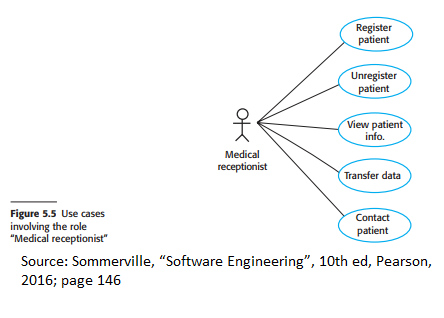 Register
patient
Unregister
patient
View patient
info.
Medical
receptionist
Transfer data
Contact
patient
Figure 5.5 Use cases
involving the role
“Medical receptionist”
Source: Sommerville, “Software Engineering”, 10th ed, Pearson,
2016; page 146